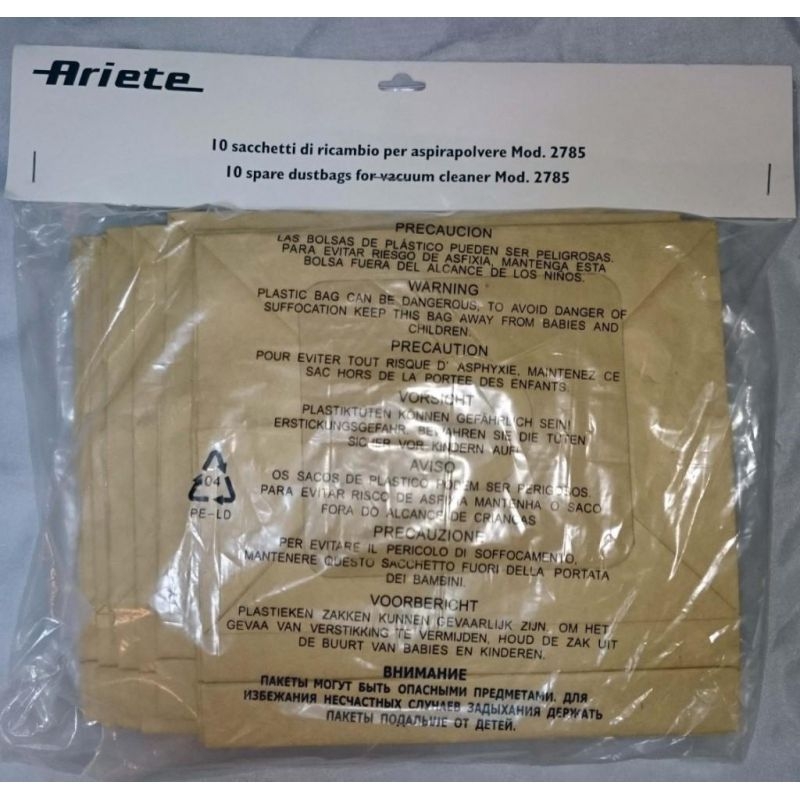 Ariete
10 sacchetti di ricambio per aspirapolvere Mod. 2785
10 spare dustbags for vacuum cleaner Mod. 2785
PRECAUCION
LAS BOLSAS DE PLÁSTICO PUEDEN SER PELIGROSAS.
PARA EVITAR RIESGO DE ASFIXIA, MANTENGA ESTA
BOLSA FUERA DEL ALCANCE DE LOS NIÑOS.
WARNING
PLASTIC BAG CAN BE DANGEROUS, TO AVOID DANGER OF
SUFFOCATION KEEP THIS BAG AWAY FROM BABIES AND
CHILDREN.
PRECAUTION
POUR EVITER TOUT RISQUE D' ASPHYXIE, MAINTENEZ CE
SAC HORS DE LA PORTEE DES ENFANTS.
VORSICHT
PLASTIKTÜTEN KÖNNEN GEFÄHRLICH SEIN!
ERSTICKUNGSGEFAHR. BEWAHREN SIE DIE TÜTEN
SICHER VOR KINDERN AUF!
AVISO
OS SACOS DE PLASTICO PODEM SER PERIGOSOS.
PARA EVITAR RISCO DE ASFIXIA MANTENHA O SACO
FORA DO ALCANCE DE CRIANCAS
04
PE-LD
PRECAUZIONE
PER EVITARE IL PERICOLO DI SOFFOCAMENTO,
MANTENERE QUESTO SACCHETTO FUORI DELLA PORTATA
DEI BAMBINI.
VOORBERICHT
PLASTIEKEN ZAKKEN KUNNEN GEVAARLIJK ZIJN. OM HET
GEVAA VAN VERSTIKKING TE VERMIJDEN, HOUD DE ZAK UIT
DE BUURT VAN BABIES EN KINDEREN.
ВНИМАНИЕ
ПАКЕТЫ МОГУТ БЫТЬ ОПАСНЫМИ ПРЕДМЕТАМИ. ДЛЯ
ИЗБЕЖАНИЯ НЕСЧАСТНЫХ СЛУЧАЕВ ЗАДЫХАНИЯ ДЕРЖАТЬ
ПАКЕТЫ ПОДАЛЬШЕ ОТ ДЕТЕЙ.